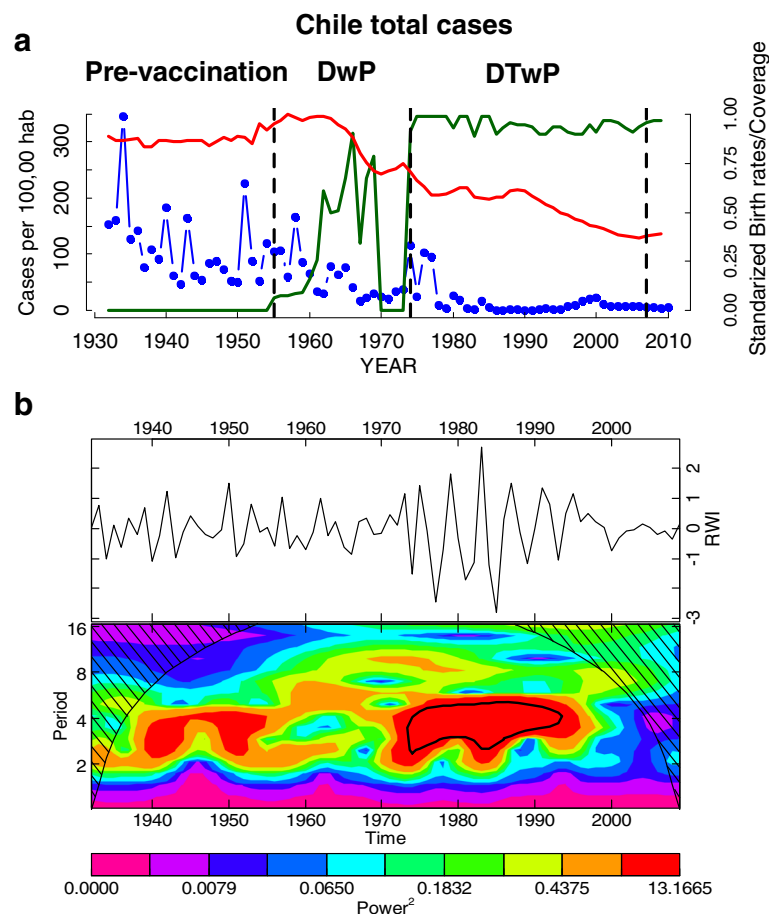 Chile total cases
a
Pre-vaccination DwP DTwP
Cases per 100,00 hab
0 100 200 300
0.00 0.25 0.50 0.75 1.00
Standarized Birth rates/Coverage
1930 1940 1950 1960 1970 1980 1990 2000 2010
YEAR
b
1940 1950 1960 1970 1980 1990 2000
2
1
0
-1
-3
RWI
16
8
4
2
Period
1940 1950 1960 1970 1980 1990 2000
Time
0.0000 0.0079 0.0650 0.1832 0.4375 13.1665
Power2